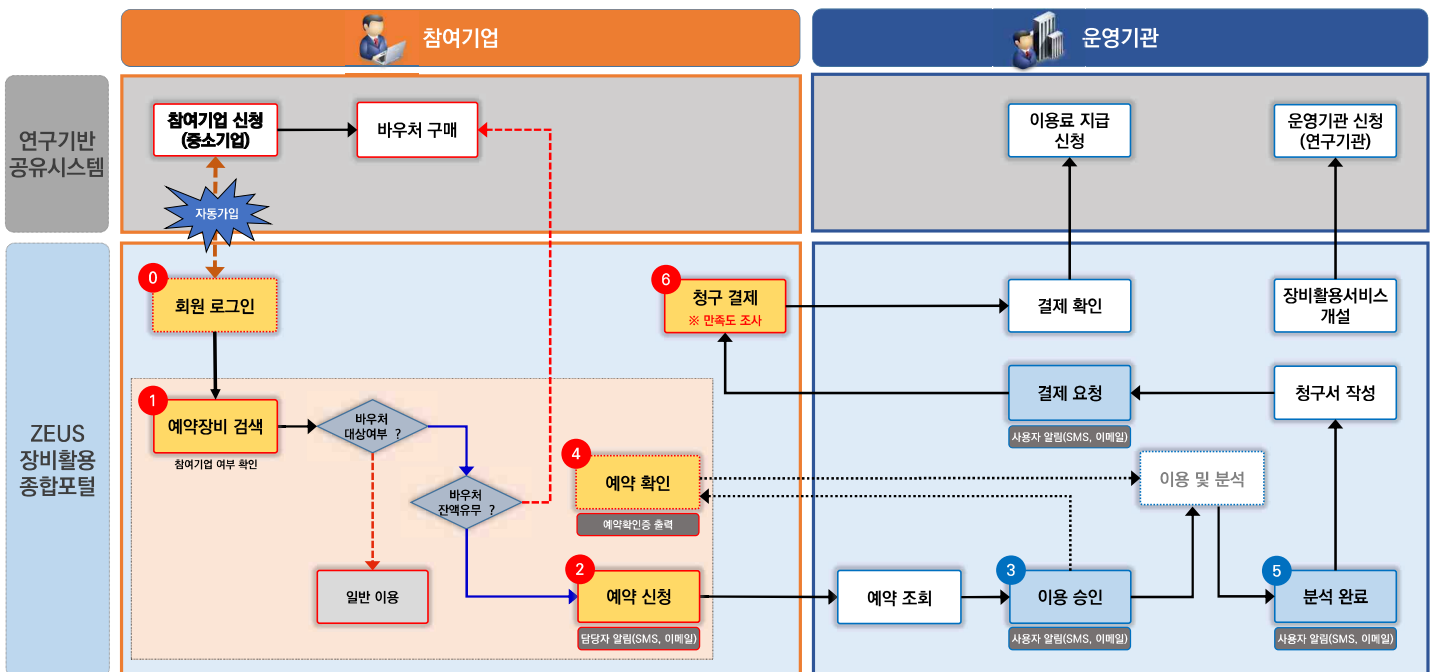 참여기업
운영기관
연구기반
공유시스템
참여기업 신청
(중소기업)
바우처 구매
이용료 지급
신청
운영기관 신청
(연구기관)
자동가입
ZEUS
장비활용
종합포털
0
회원 로그인
6
청구 결제
※ 만족도 조사
결제 확인
장비활용서비스
개설
1
예약장비 검색
참여기업 여부 확인
바우처
대상여부 ?
결제 요청
사용자 알림(SMS, 이메일)
청구서 작성
바우처
잔액유무 ?
4
예약 확인
예약확인증 출력
이용 및 분석
일반 이용
2
예약 신청
담당자 알림(SMS, 이메일)
예약 조회
3
이용 승인
사용자 알림(SMS, 이메일)
5
분석 완료
사용자 알림(SMS, 이메일)